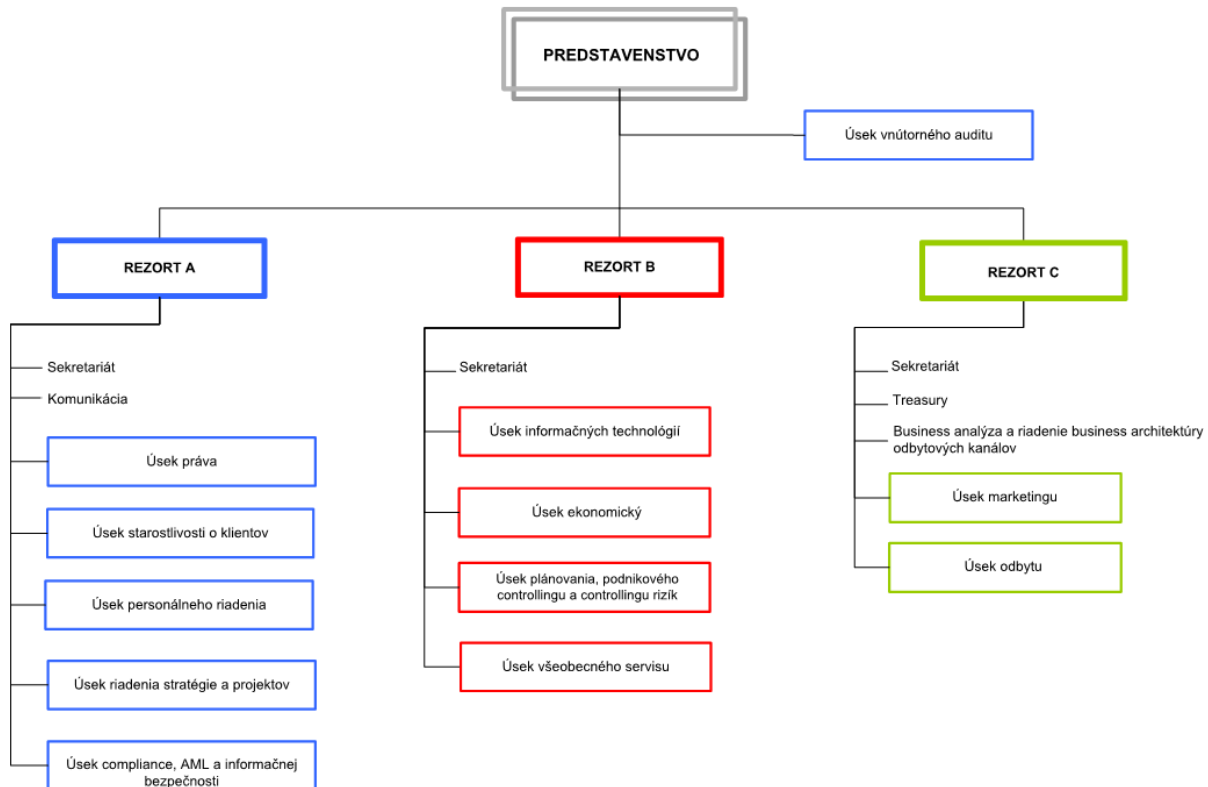 PREDSTAVENSTVO
Úsek vnútorného auditu
REZORT A
Sekretariát
Komunikácia
Úsek práva
Úsek starostlivosti o klientov
Úsek personálneho riadenia
Úsek riadenia stratégie a projektov
Úsek compliance, AML a informačnej
bezpečnosti
REZORT B
Sekretariát
Úsek informačných technológií
Úsek ekonomický
Úsek plánovania, podnikového
controllingu a controllingu rizík
Úsek všeobecného servisu
REZORT C
Sekretariát
Treasury
Business analýza a riadenie business architektúry
odbytových kanálov
Úsek marketingu
Úsek odbytu